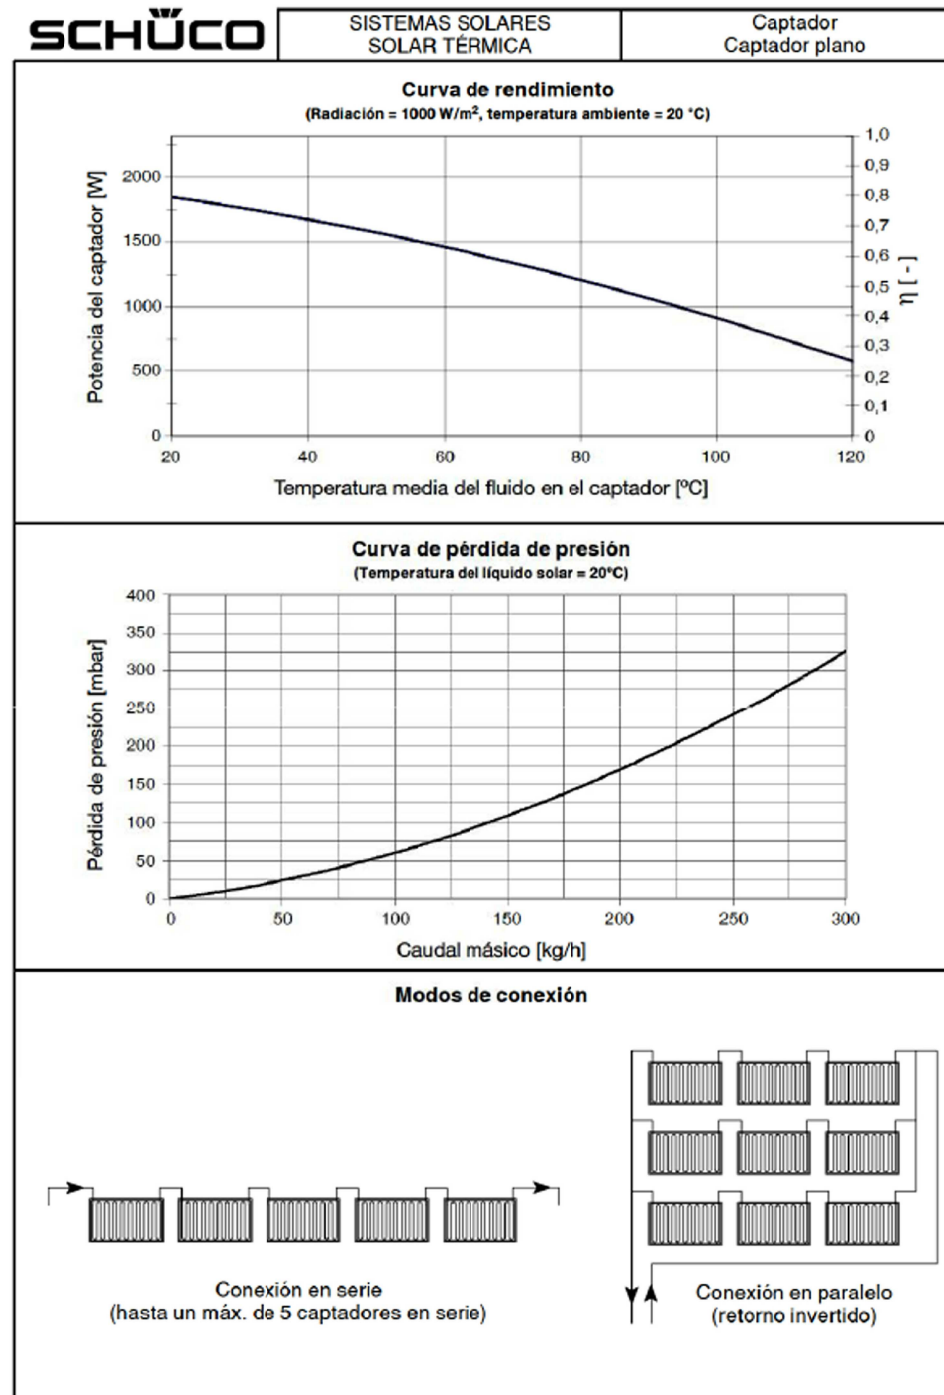 SCHÜCO
SISTEMAS SOLARES
SOLAR TÉRMICA
Captador
Captador plano
Curva de rendimiento
(Radiación = 1000 W/m², temperatura ambiente = 20 °C)
Potencia del captador [W]
2000
1500
1000
500
0
1,0
0,9
0,8
0,7
0,6
0,5
0,4
0,3
0,2
0,1
0
η [ - ]
20
40
60
80
100
120
Temperatura media del fluido en el captador [ºC]
Curva de pérdida de presión
(Temperatura del líquido solar = 20ºC)
Pérdida de presión [mbar]
400
350
300
250
200
150
100
50
0
0
50
100
150
200
250
300
Caudal másico [kg/h]
Modos de conexión
Conexión en serie
(hasta un máx. de 5 captadores en serie)
Conexión en paralelo
(retorno invertido)